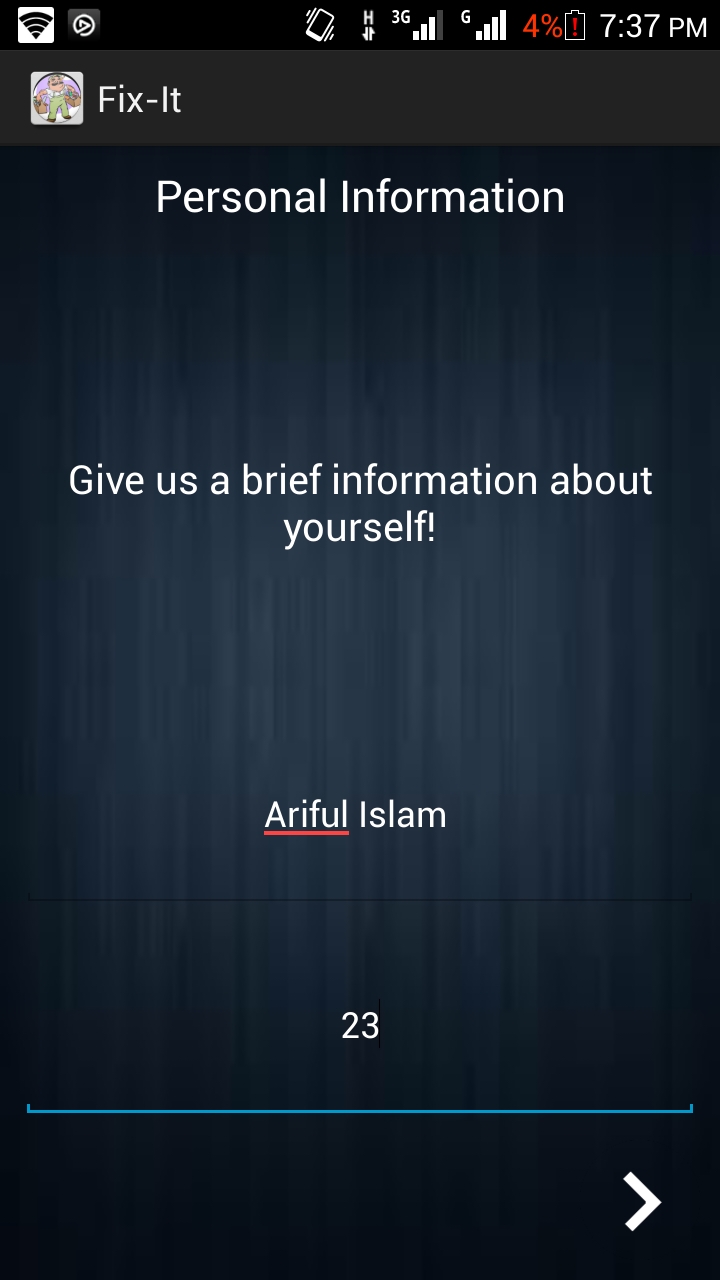 H 3G G 4% 7:37 PM
Fix-It
Personal Information
Give us a brief information about
yourself!
Ariful Islam
23